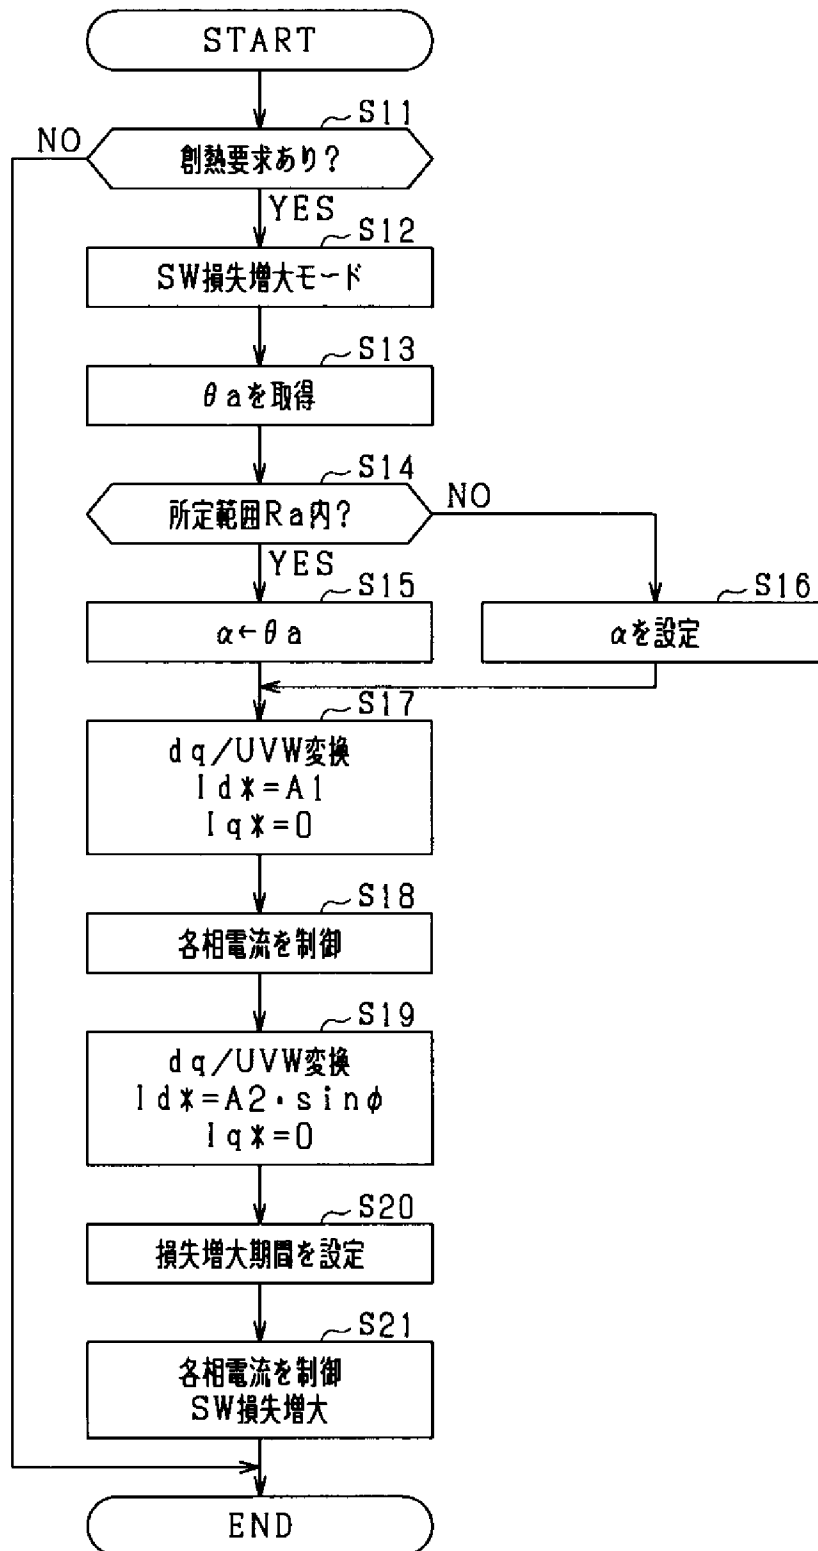 START
S11
NO
創熱要求あり?
YES
S12
SW損失増大モード
S13
θaを取得
S14
所定範囲Ra内?
NO
YES
S15
α←θa
S16
αを設定
S17
dq/UVW変換
Id*=A1
Iq*=0
S18
各相電流を制御
S19
dq/UVW変換
Id*=A2・sinφ
Iq*=0
S20
損失増大期間を設定
S21
各相電流を制御
SW損失増大
END